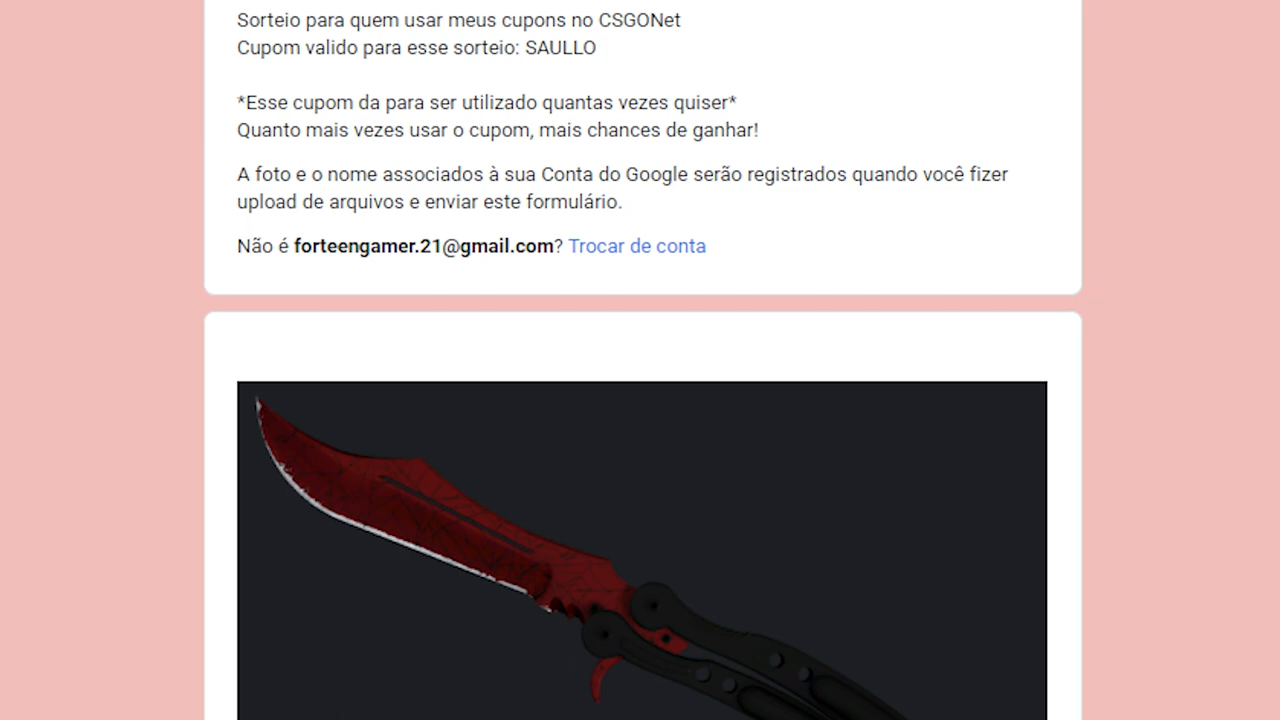 Sorteio para quem usar meus cupons no CSGONet
Cupom valido para esse sorteio: SAULLO
*Esse cupom da para ser utilizado quantas vezes quiser*
Quanto mais vezes usar o cupom, mais chances de ganhar!
A foto e o nome associados à sua Conta do Google serão registrados quando você fizer
upload de arquivos e enviar este formulário.
Não é forteengamer.21@gmail.com? Trocar de conta